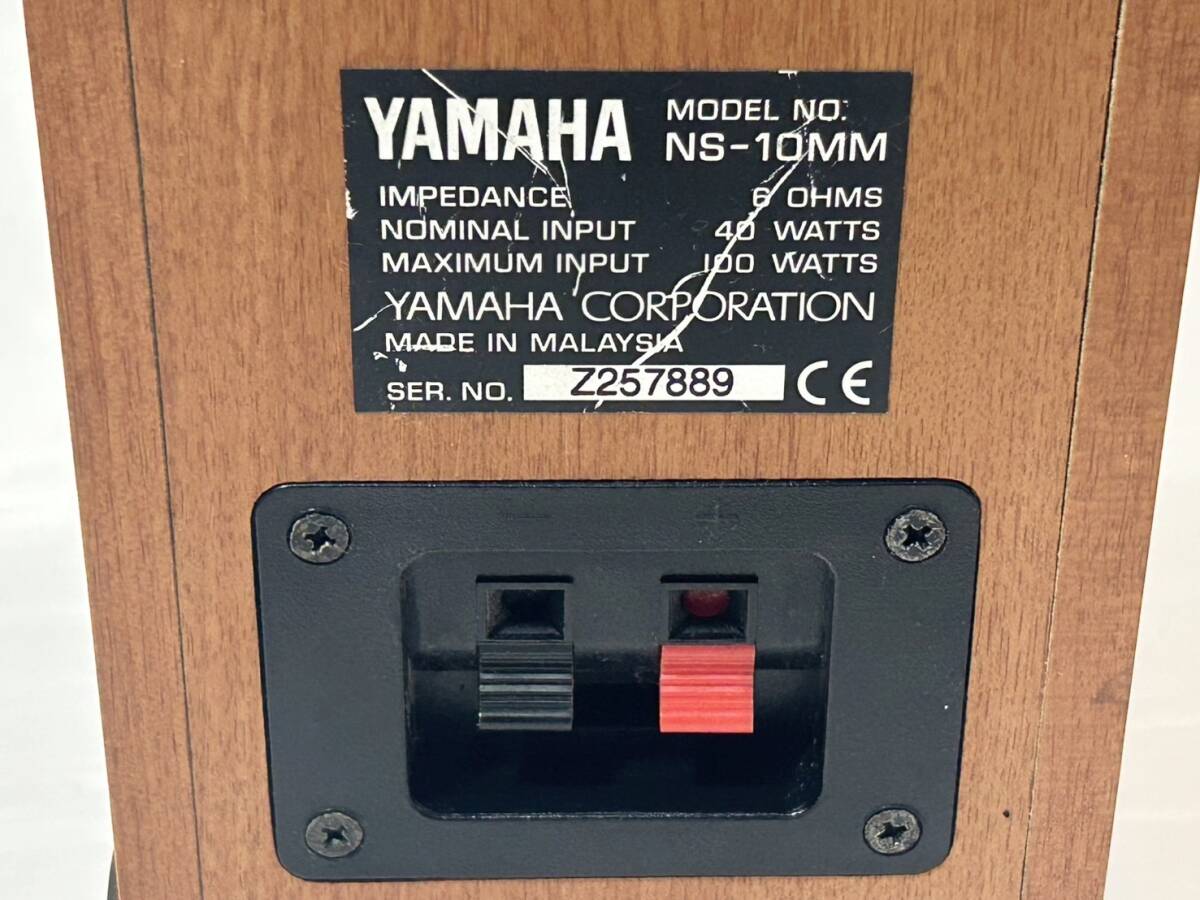 YAMAHA MODEL NO.
NS-10MM
IMPEDANCE 6 OHMS
NOMINAL INPUT 40 WATTS
MAXIMUM INPUT 100 WATTS
YAMAHA CORPORATION
MADE IN MALAYSIA
SER. NO. Z257889 CE
− +